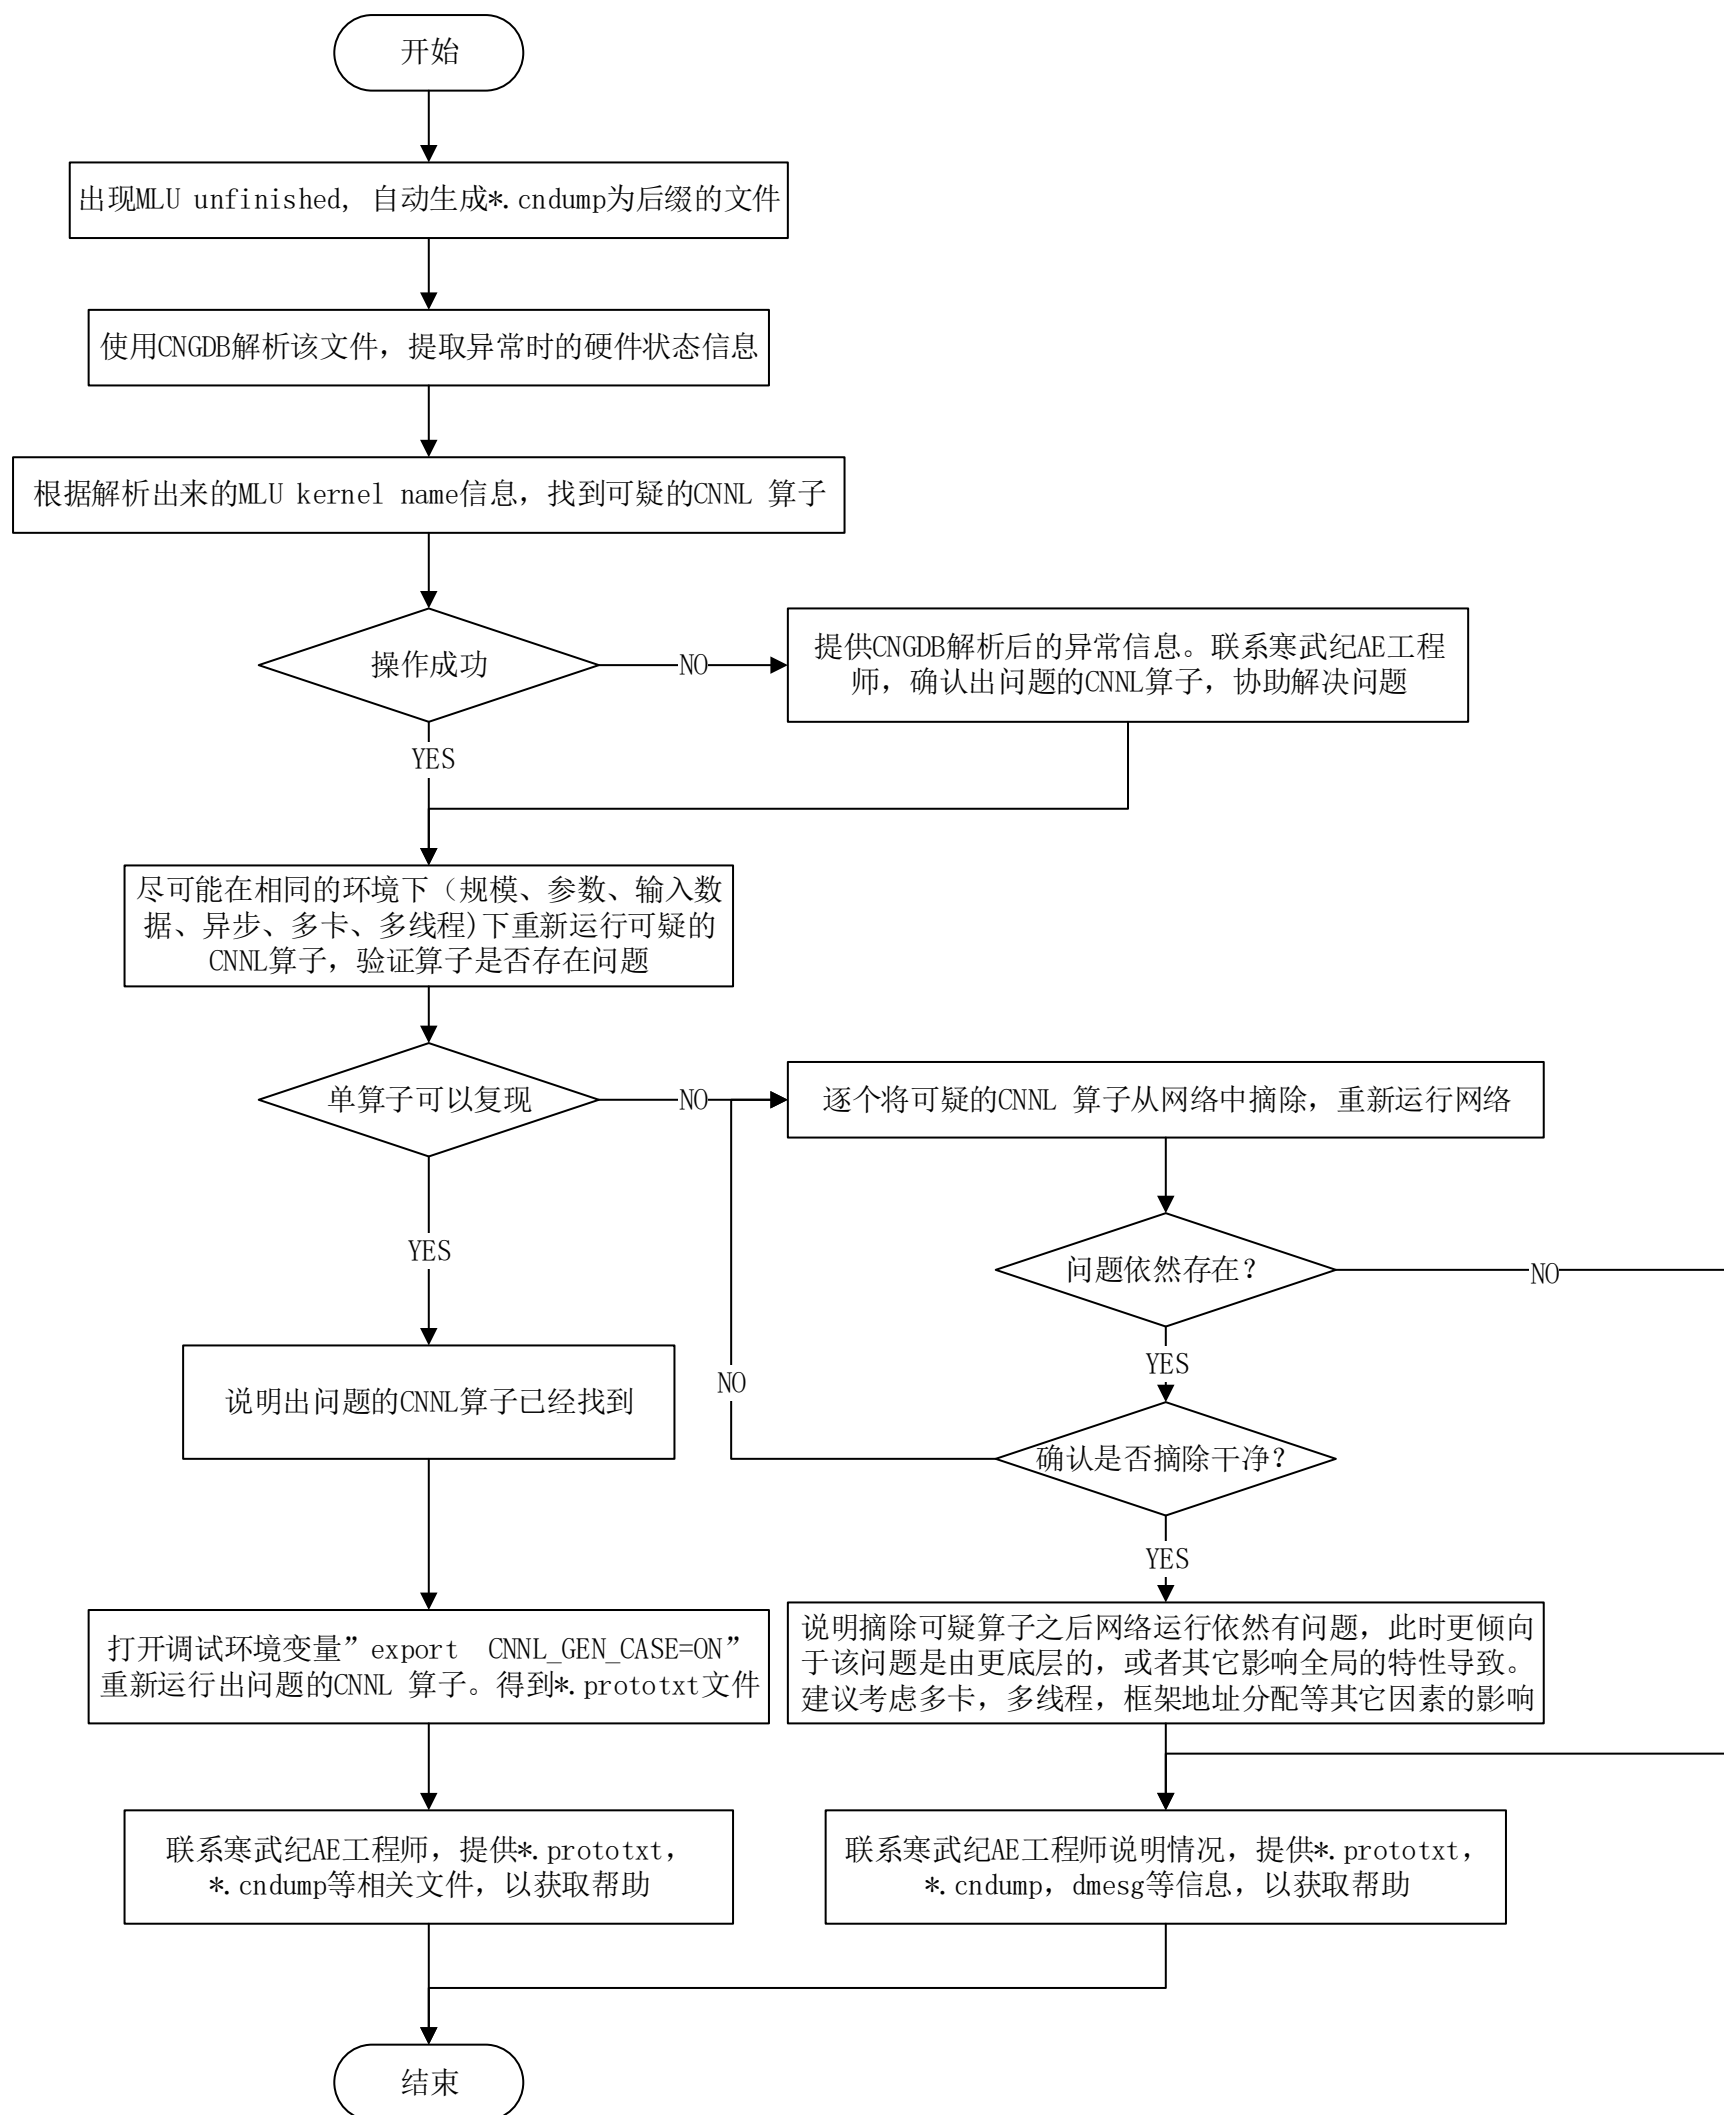 开始
出现MLU unfinished, 自动生成*.cndump为后缀的文件
使用CNGDB解析该文件，提取异常时的硬件状态信息
根据解析出来的MLU kernel name信息，找到可疑的CNNL 算子
操作成功
NO
提供CNGDB解析后的异常信息。联系寒武纪AE工程
师，确认出问题的CNNL算子，协助解决问题
YES
尽可能在相同的环境下（规模、参数、输入数
据、异步、多卡、多线程)下重新运行可疑的
CNNL算子，验证算子是否存在问题
单算子可以复现
NO
逐个将可疑的CNNL 算子从网络中摘除，重新运行网络
YES
问题依然存在？
NO
YES
NO
说明出问题的CNNL算子已经找到
确认是否摘除干净？
YES
打开调试环境变量”export  CNNL_GEN_CASE=ON”
重新运行出问题的CNNL 算子。得到*.prototxt文件
说明摘除可疑算子之后网络运行依然有问题，此时更倾向
于该问题是由更底层的，或者其它影响全局的特性导致。
建议考虑多卡，多线程，框架地址分配等其它因素的影响
联系寒武纪AE工程师，提供*.prototxt，
*.cndump等相关文件，以获取帮助
联系寒武纪AE工程师说明情况，提供*.prototxt，
*.cndump，dmesg等信息，以获取帮助
结束